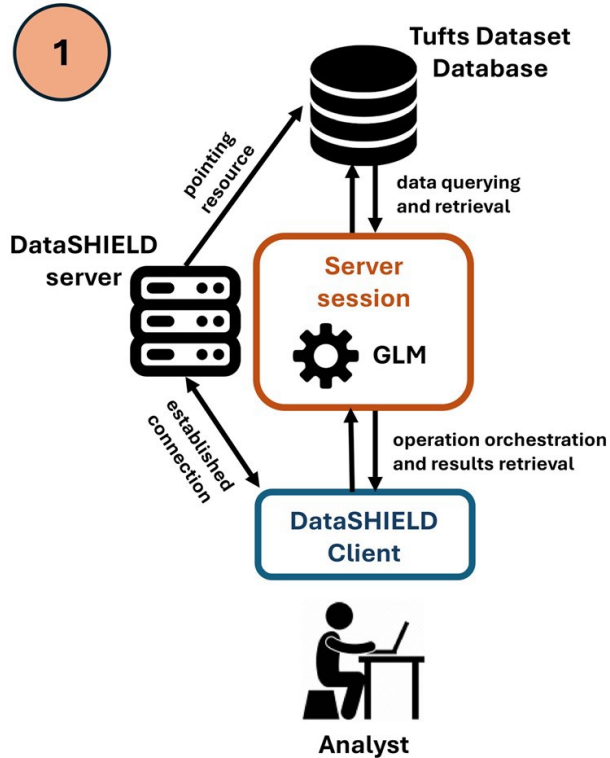 1
Tufts Dataset
Database
pointing
resource
data querying
and retrieval
DataSHIELD
server
Server
session
GLM
established
connection
operation orchestration
and results retrieval
DataSHIELD
Client
Analyst